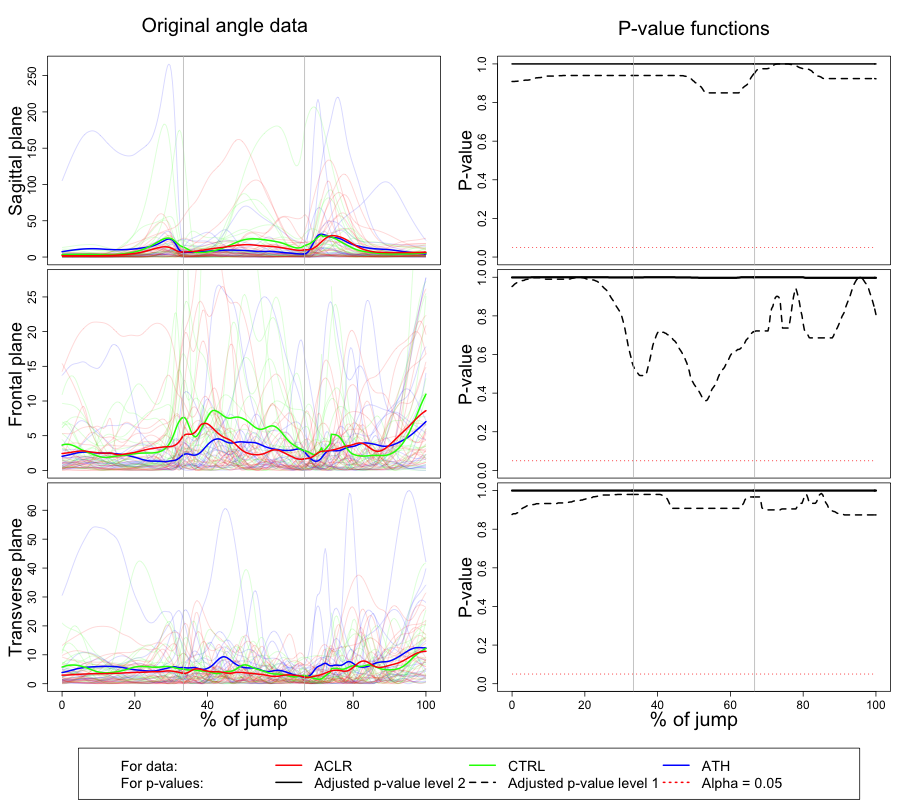 Original angle data
P-value functions
Sagittal plane
0 50 100 150 200 250
P-value
0.0 0.2 0.4 0.6 0.8 1.0
Frontal plane
0 5 10 15 20 25
P-value
0.0 0.2 0.4 0.6 0.8 1.0
Transverse plane
0 10 20 30 40 50 60
P-value
0.0 0.2 0.4 0.6 0.8 1.0
0 20 40 60 80 100
0 20 40 60 80 100
% of jump
% of jump
For data: ACLR CTRL ATH
For p-values: Adjusted p-value level 2 Adjusted p-value level 1 Alpha = 0.05